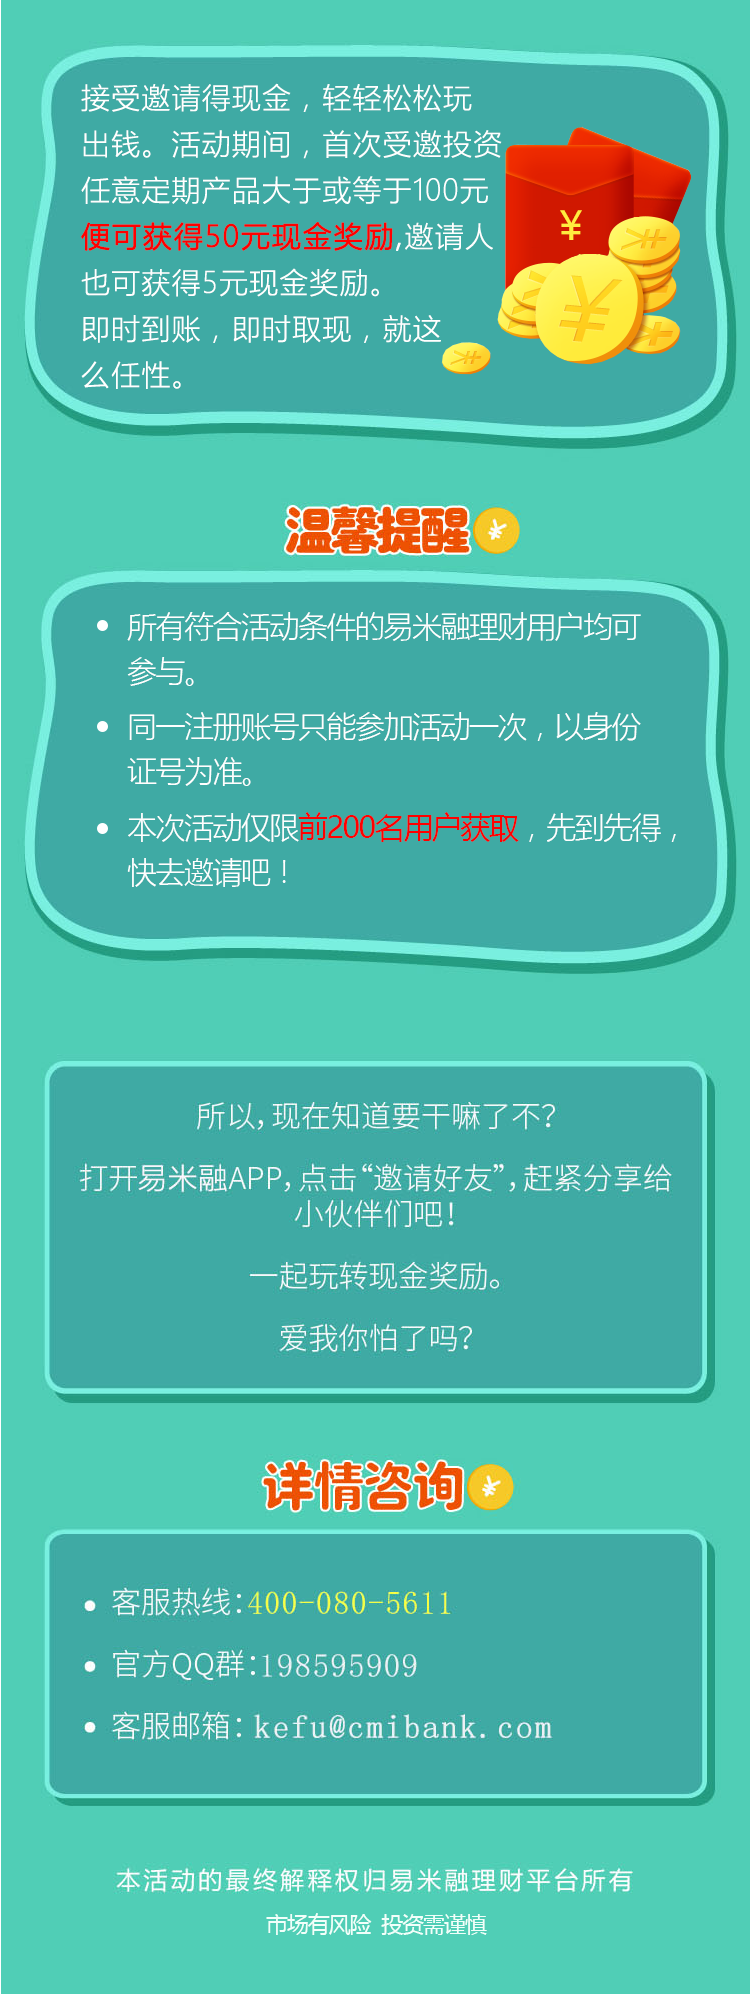 接受邀请得现金，轻轻松松玩
出钱。活动期间，首次受邀投资
任意定期产品大于或等于100元
便可获得50元现金奖励,邀请人
也可获得5元现金奖励。
即时到账，即时取现，就这
么任性。
¥
温馨提醒
¥
所有符合活动条件的易米融理财用户均可
参与。
同一注册账号只能参加活动一次，以身份
证号为准。
本次活动仅限前200名用户获取，先到先得，
快去邀请吧！
所以，现在知道要干嘛了不？
打开易米融APP，点击“邀请好友”，赶紧分享给
小伙伴们吧！
一起玩转现金奖励。
爱我你怕了吗？
详情咨询
¥
客服热线：400-080-5611
官方QQ群：198595909
客服邮箱：kefu@cmibank.com
本活动的最终解释权归易米融理财平台所有
市场有风险 投资需谨慎